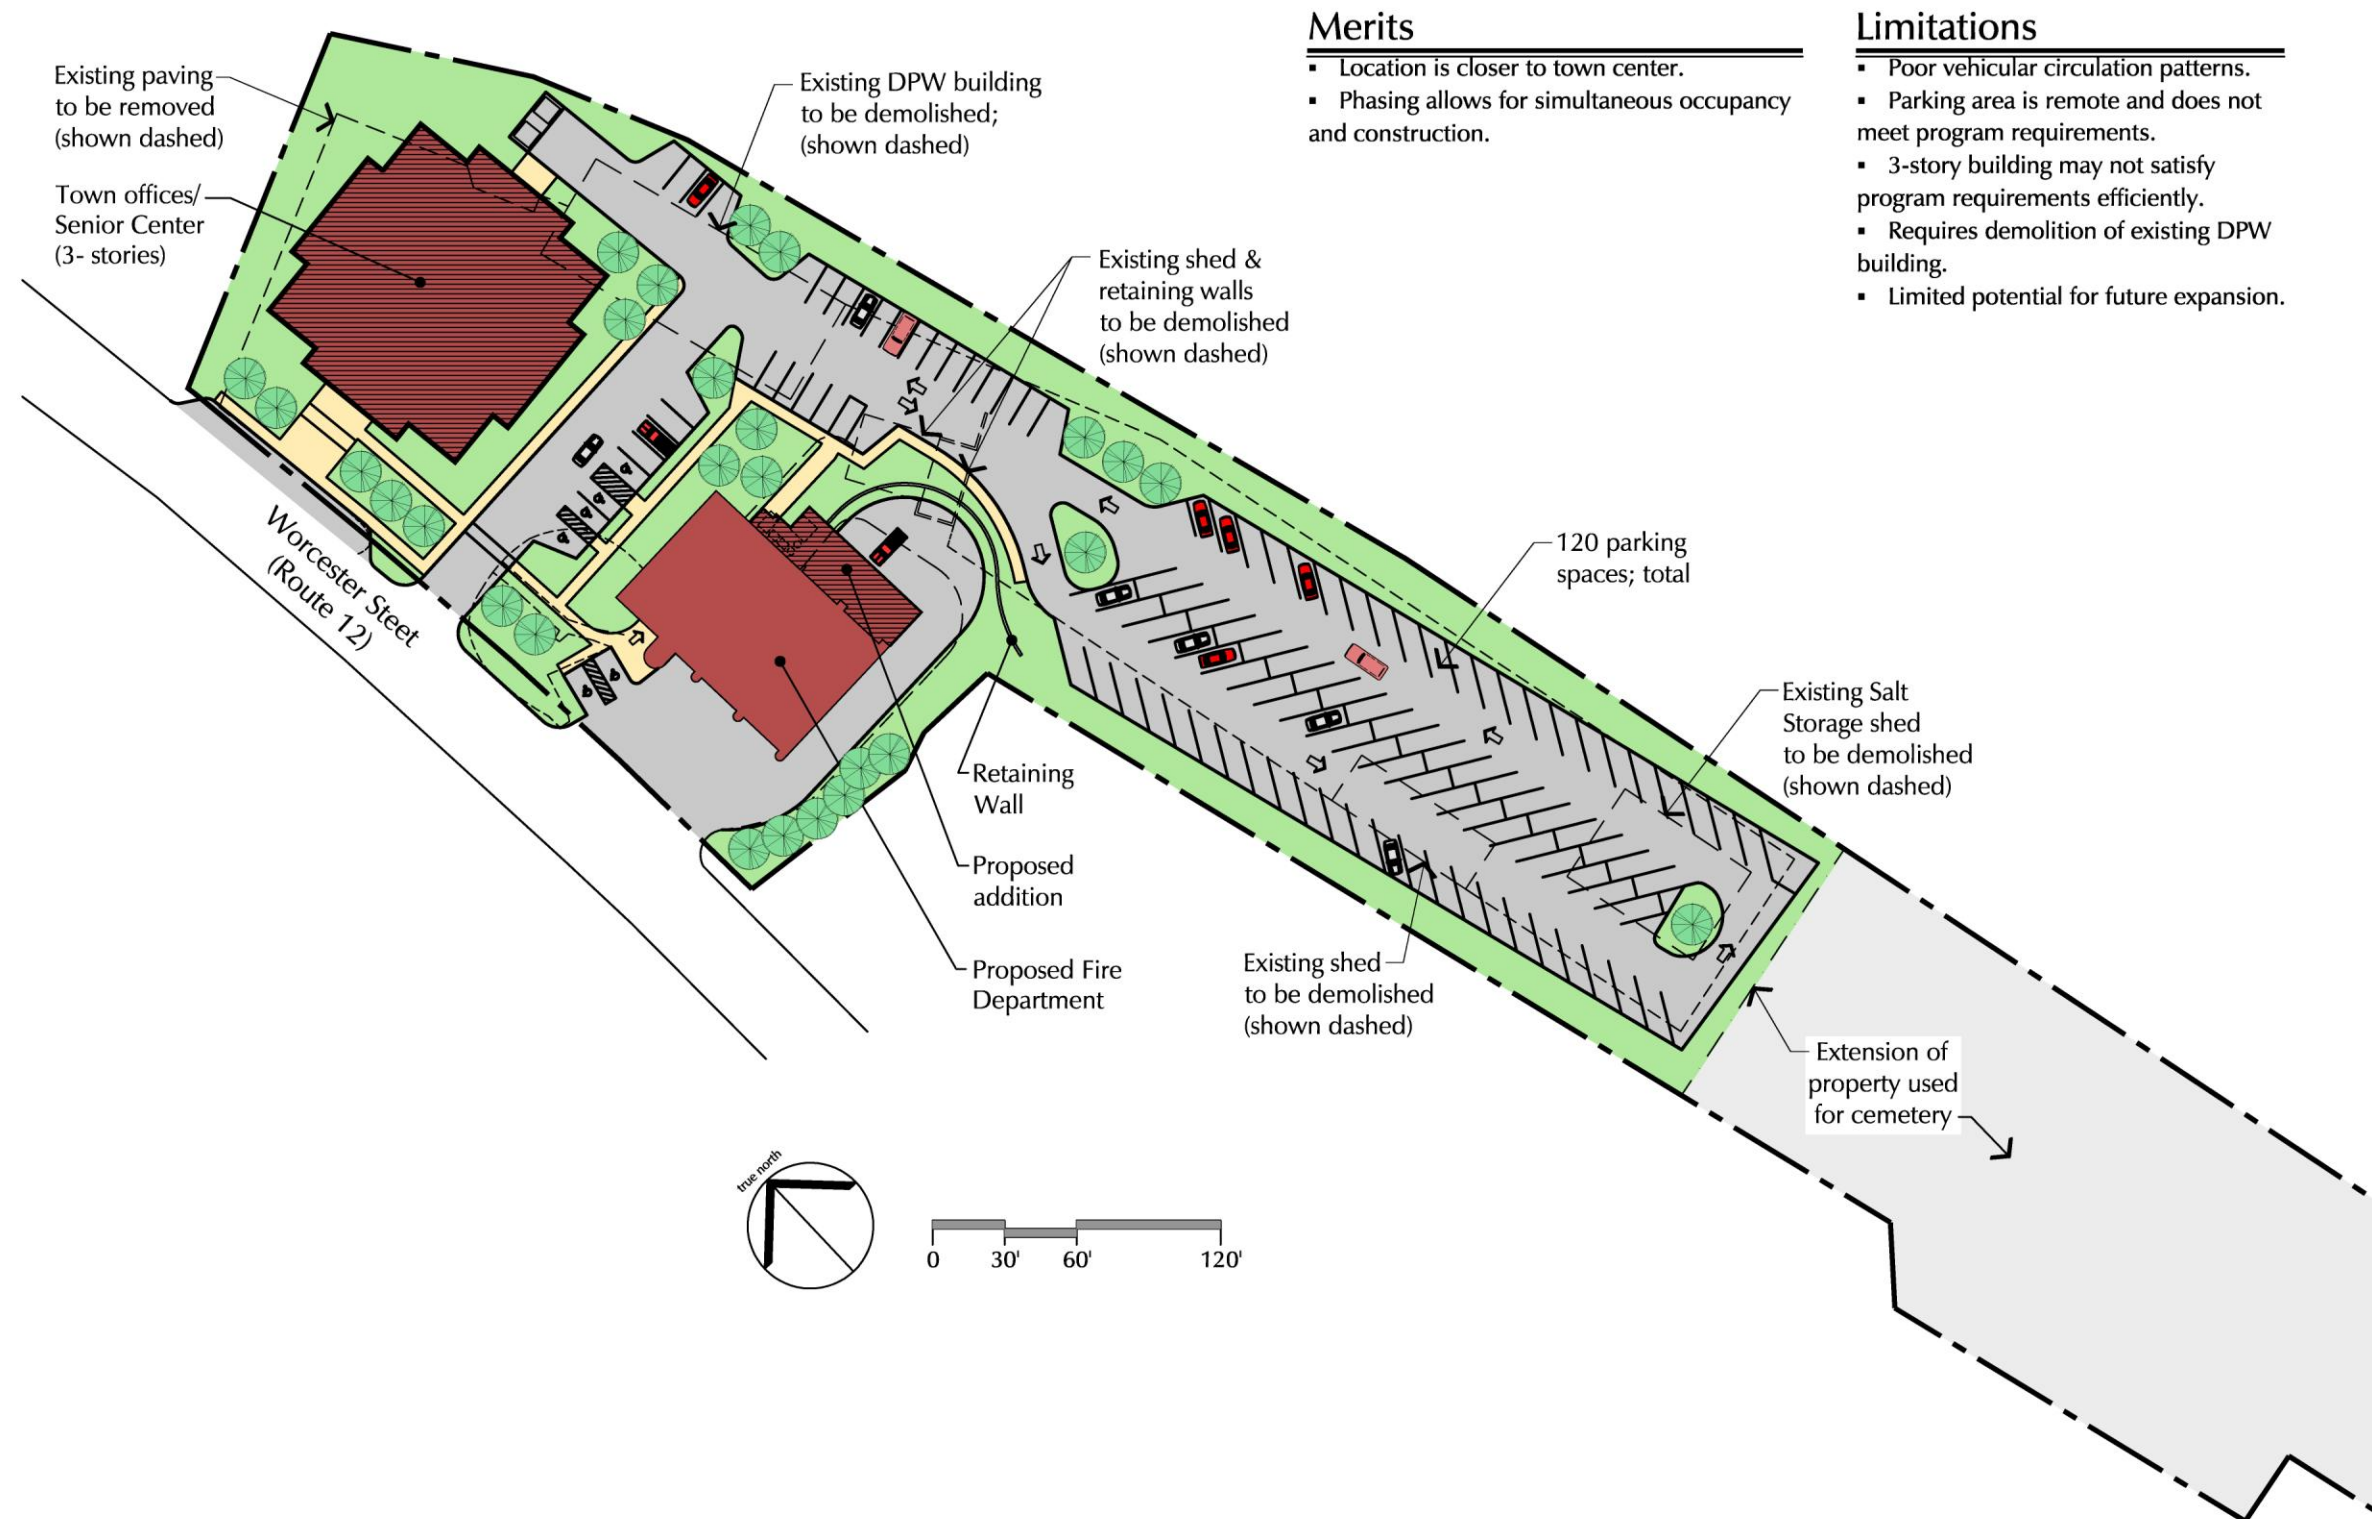 Merits
▪ Location is closer to town center.
▪ Phasing allows for simultaneous occupancy
and construction.
Limitations
▪ Poor vehicular circulation patterns.
▪ Parking area is remote and does not
meet program requirements.
▪ 3-story building may not satisfy
program requirements efficiently.
▪ Requires demolition of existing DPW
building.
▪ Limited potential for future expansion.
Existing paving
to be removed
(shown dashed)
Town offices/
Senior Center
(3- stories)
Existing DPW building
to be demolished;
(shown dashed)
Existing shed &
retaining walls
to be demolished
(shown dashed)
Worcester Steet
(Route 12)
120 parking
spaces; total
Existing Salt
Storage shed
to be demolished
(shown dashed)
Retaining
Wall
Proposed
addition
Proposed Fire
Department
Existing shed
to be demolished
(shown dashed)
Extension of
property used
for cemetery
true north
0 30' 60' 120'